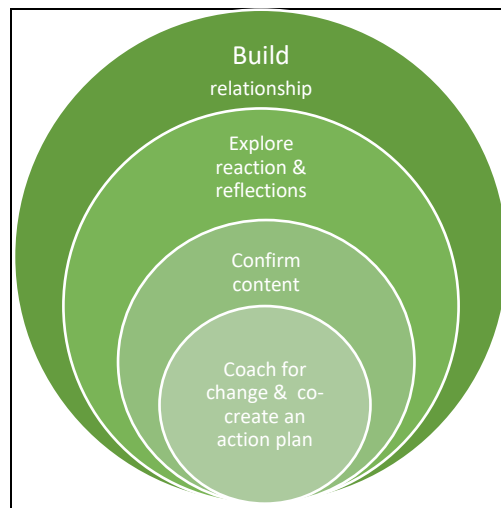 Build
relationship
Explore
reaction &
reflections
Confirm
content
Coach for
change & co-
create an
action plan